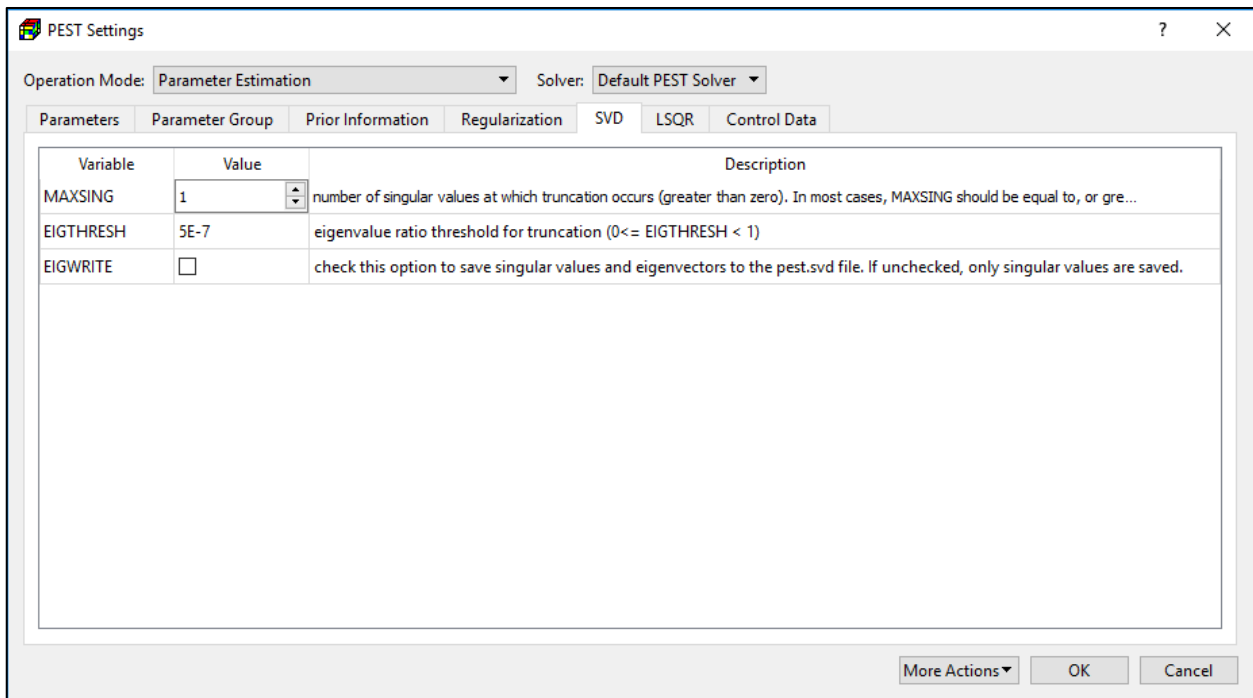 PEST Settings
?
Operation Mode: Parameter Estimation Solver: Default PEST Solver
Parameters Parameter Group Prior Information Regularization SVD LSQR Control Data
Variable Value Description
MAXSING 1 number of singular values at which truncation occurs (greater than zero). In most cases, MAXSING should be equal to, or gre...
EIGTHRESH 5E-7 eigenvalue ratio threshold for truncation (0<= EIGTHRESH < 1)
EIGWRITE check this option to save singular values and eigenvectors to the pest.svd file. If unchecked, only singular values are saved.
More Actions OK Cancel